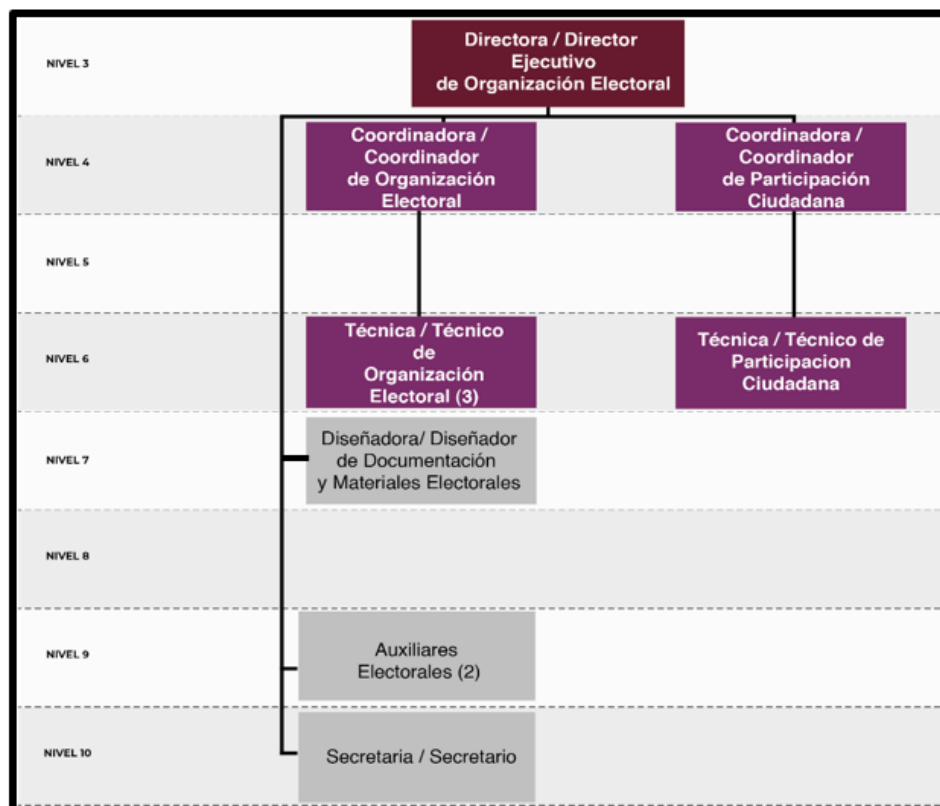 NIVEL 3
Directora / Director
Ejecutivo
de Organización Electoral
NIVEL 4
Coordinadora /
Coordinador
de Organización
Electoral
Coordinadora /
Coordinador
de Participación
Ciudadana
NIVEL 5
NIVEL 6
Técnica / Técnico
de
Organización
Electoral (3)
Técnica / Técnico de
Participacion
Ciudadana
NIVEL 7
Diseñadora/ Diseñador
de Documentación
y Materiales Electorales
NIVEL 8
NIVEL 9
Auxiliares
Electorales (2)
NIVEL 10
Secretaria / Secretario